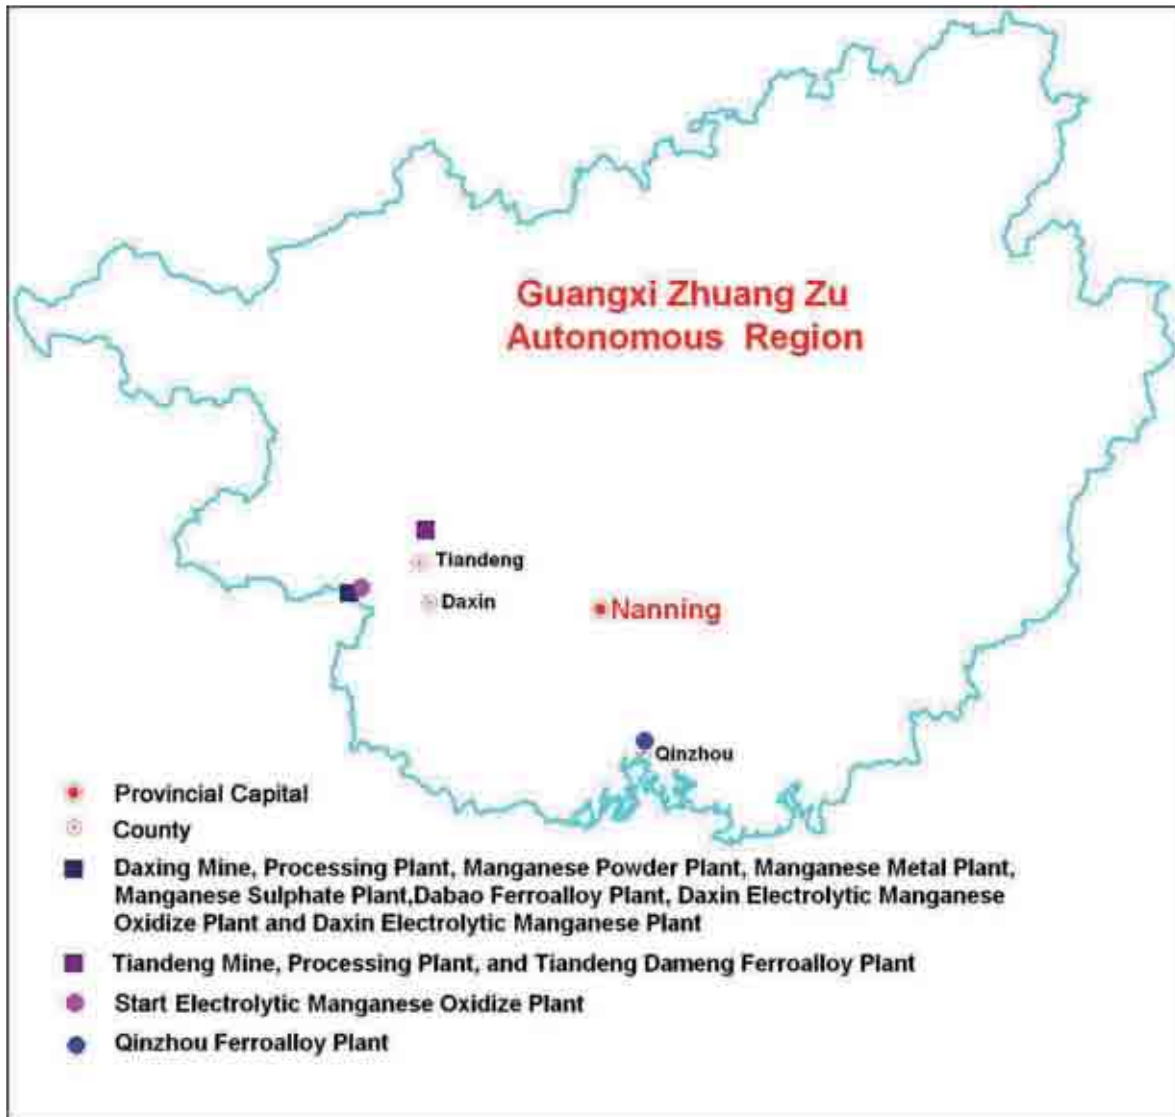 Guangxi Zhuang Zu
Autonomous Region
Tiandeng
Daxin
Nanning
Qinzhou
Provincial Capital
County
Daxing Mine, Processing Plant, Manganese Powder Plant, Manganese Metal Plant,
Manganese Sulphate Plant,Dabao Ferroalloy Plant, Daxin Electrolytic Manganese
Oxidize Plant and Daxin Electrolytic Manganese Plant
Tiandeng Mine, Processing Plant, and Tiandeng Dameng Ferroalloy Plant
Start Electrolytic Manganese Oxidize Plant
Qinzhou Ferroalloy Plant